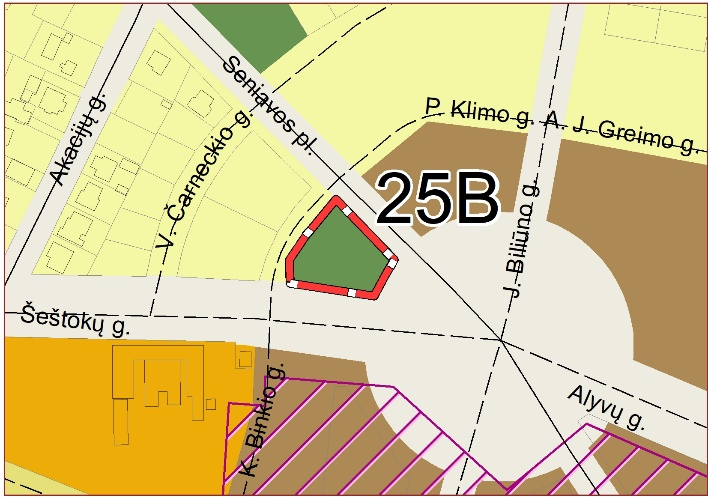 Seniavos pl.
P. Klimo g. A. J. Greimo g.
Akacijų g.
V. Čarneckio g.
25B
J. Biliūno g.
Šeštokų g.
K. Binkio g.
Alyvų g.